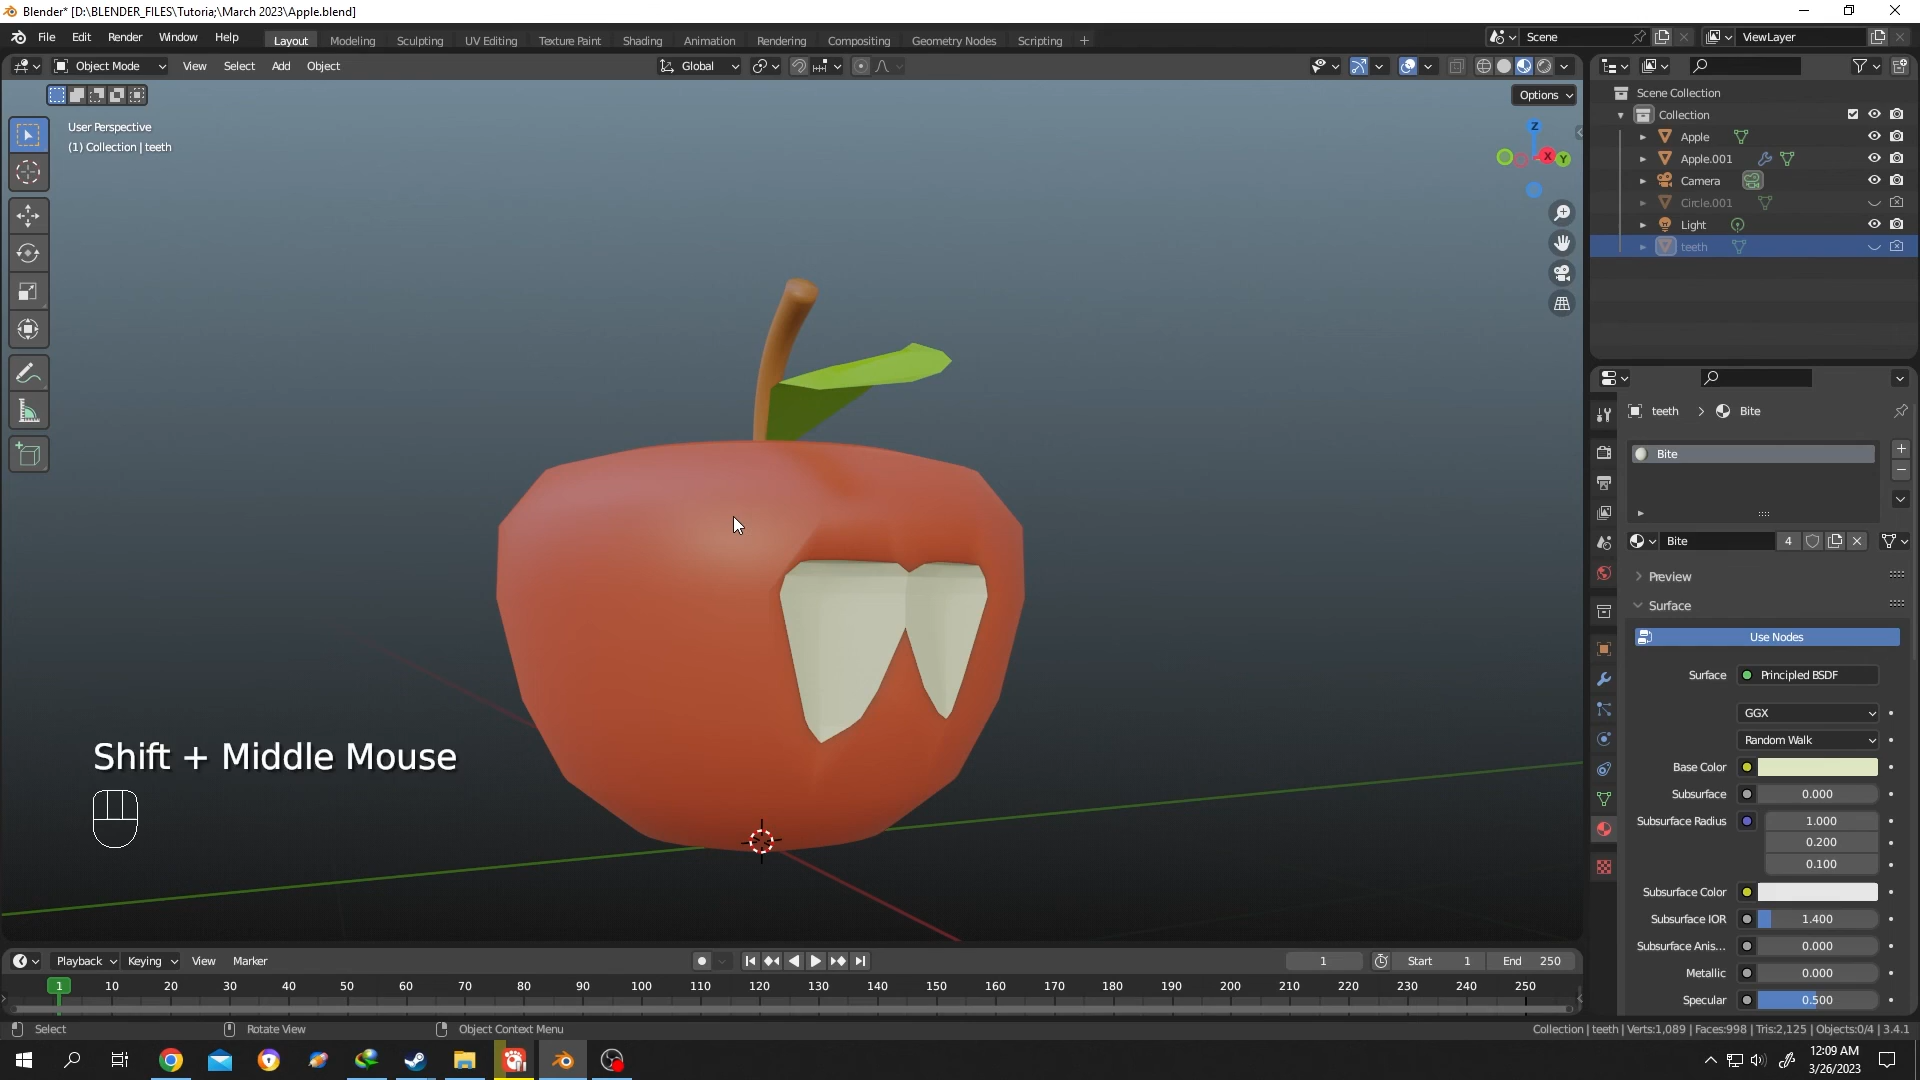 Blender* [D:\BLENDER_FILES\Tutoria;\March 2023\Apple.blend]
File Edit Render Window Help Layout Modeling Sculpting UV Editing Texture Paint Shading Animation Rendering Compositing Geometry Nodes Scripting + Scene ViewLayer
Object Mode View Select Add Object Global
Options
User Perspective
(1) Collection | teeth
Z
X
Y
Scene Collection
Collection
Apple
Apple.001
Camera
Circle.001
Light
teeth
teeth > Bite
Bite
Bite 4
Preview
Surface
Use Nodes
Surface Principled BSDF
GGX
Random Walk
Base Color
Subsurface 0.000
Subsurface Radius 1.000
0.200
0.100
Subsurface Color
Subsurface IOR 1.400
Subsurface Anis... 0.000
Metallic 0.000
Specular 0.500
Shift + Middle Mouse
Playback Keying View Marker 1 Start 1 End 250
1 10 20 30 40 50 60 70 80 90 100 110 120 130 140 150 160 170 180 190 200 210 220 230 240 250
Select Rotate View Object Context Menu Collection | teeth | Verts:1,089 | Faces:998 | Tris:2,125 | Objects:0/4 | 3.4.1
12:09 AM
3/26/2023